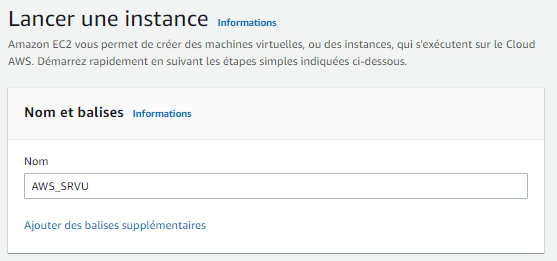 Lancer une instance Informations
Amazon EC2 vous permet de créer des machines virtuelles, ou des instances, qui s'exécutent sur le Cloud
AWS. Démarrez rapidement en suivant les étapes simples indiquées ci-dessous.
Nom et balises Informations
Nom
AWS_SRVU
Ajouter des balises supplémentaires